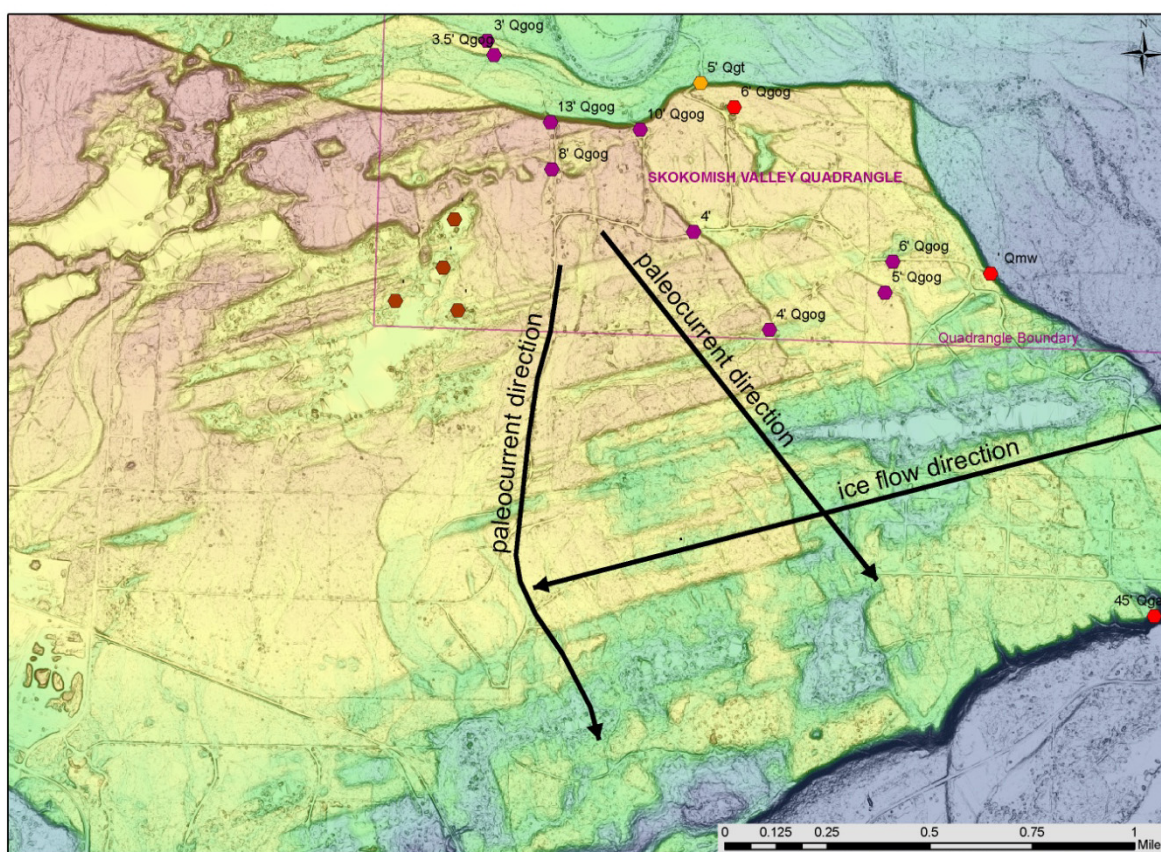 N
3' Qgog
3.5' Qgog
5' Qgt
6' Qgog
13' Qgog
10' Qgog
8' Qgog
SKOKOMISH VALLEY QUADRANGLE
4'
6' Qgog
' Qmw
5' Qgog
4' Qgog
Quadrangle Boundary
paleocurrent direction
paleocurrent direction
ice flow direction
45' Qga
0 0.125 0.25 0.5 0.75 1
Mile